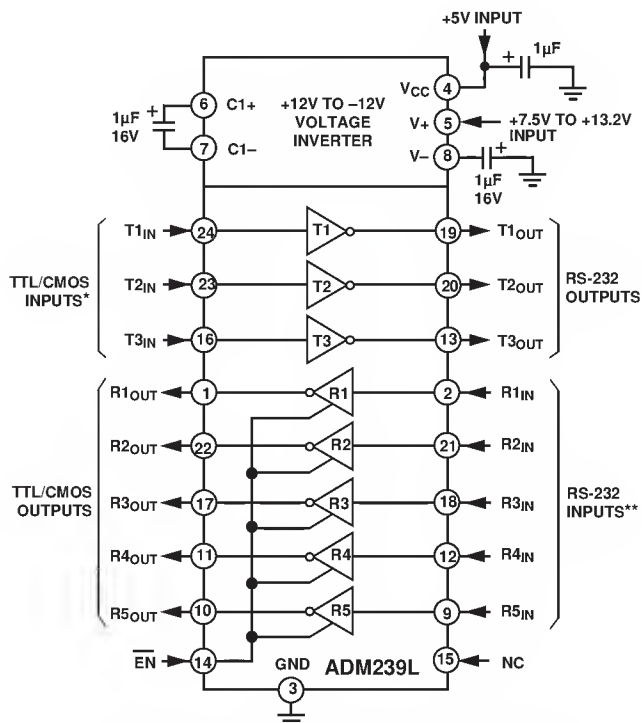 +5V INPUT
1µF
+
VCC 4
6 C1+
+12V TO –12V
VOLTAGE
INVERTER
V+ 5 +7.5V TO +13.2V
INPUT
1µF +
16V
7 C1–
V– 8
+
1µF
16V
T1IN 24 T1 19 T1OUT
TTL/CMOS
INPUTS*
T2IN 23 T2 20 T2OUT
RS-232
OUTPUTS
T3IN 16 T3 13 T3OUT
R1OUT 1 R1 2 R1IN
R2OUT 22 R2 21 R2IN
TTL/CMOS
OUTPUTS
R3OUT 17 R3 18 R3IN
RS-232
INPUTS**
R4OUT 11 R4 12 R4IN
R5OUT 10 R5 9 R5IN
EN 14 GND ADM239L 15 NC
3